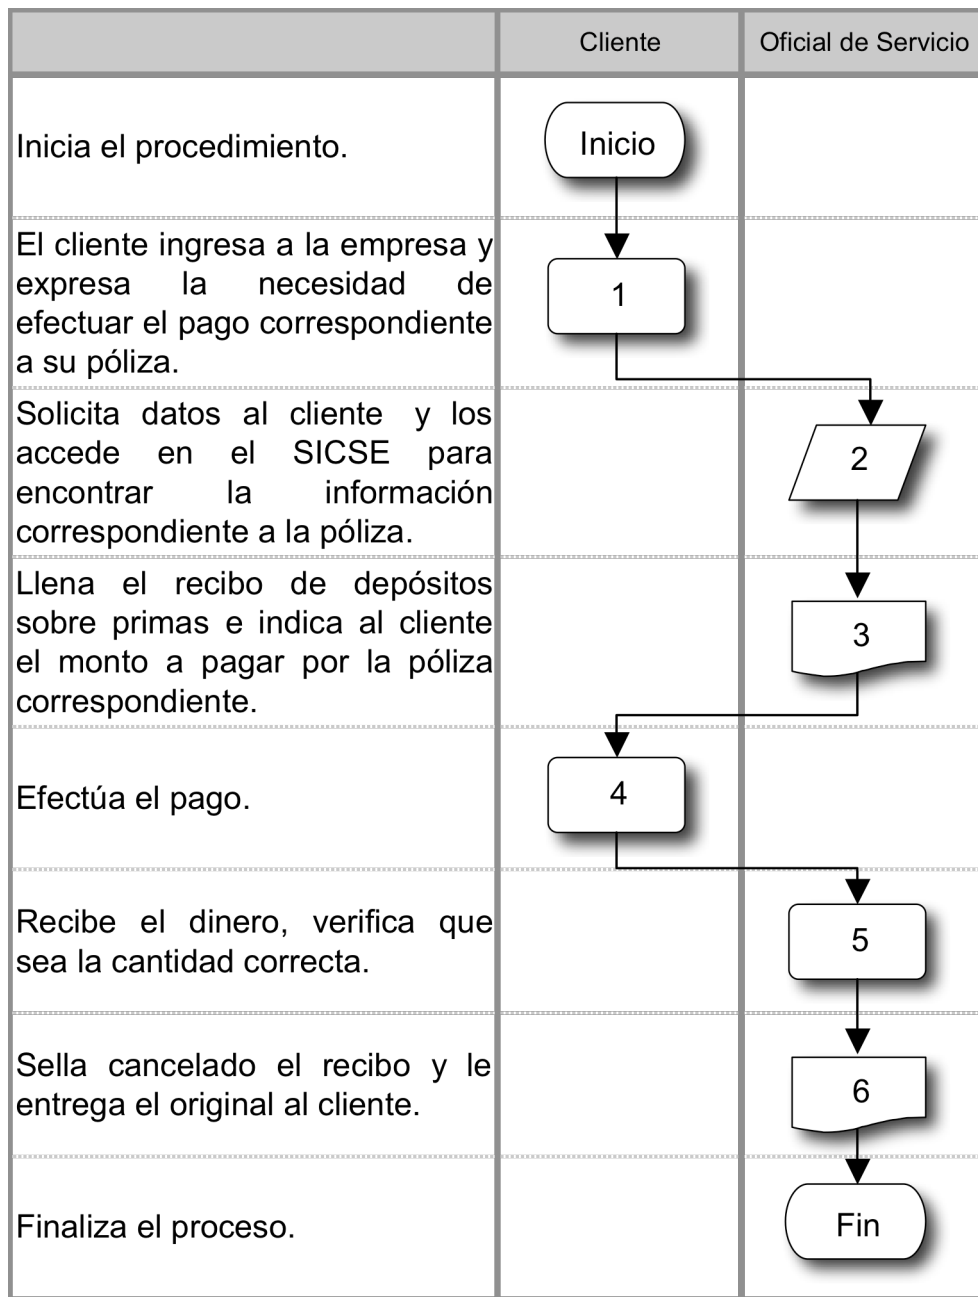 Cliente
Oficial de Servicio
Inicia el procedimiento.
Inicio
El cliente ingresa a la empresa y
expresa la necesidad de
efectuar el pago correspondiente
a su póliza.
1
Solicita datos al cliente y los
accede en el SICSE para
encontrar la información
correspondiente a la póliza.
2
Llena el recibo de depósitos
sobre primas e indica al cliente
el monto a pagar por la póliza
correspondiente.
3
Efectúa el pago.
4
Recibe el dinero, verifica que
sea la cantidad correcta.
5
Sella cancelado el recibo y le
entrega el original al cliente.
6
Finaliza el proceso.
Fin